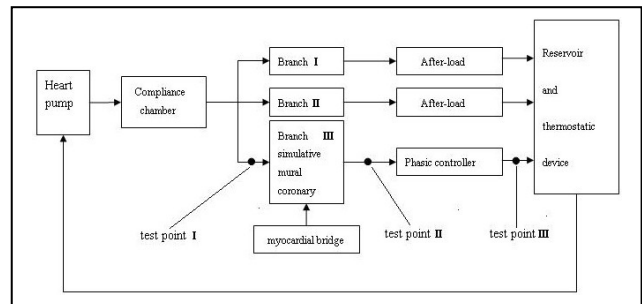 Heart
pump
Compliance
chamber
Branch I
After-load
Branch II
After-load
Branch III
simulative
mural
coronary
Phasic controller
Reservoir
and
thermostatic
device
test point I
myocardial bridge
test point II
test point III